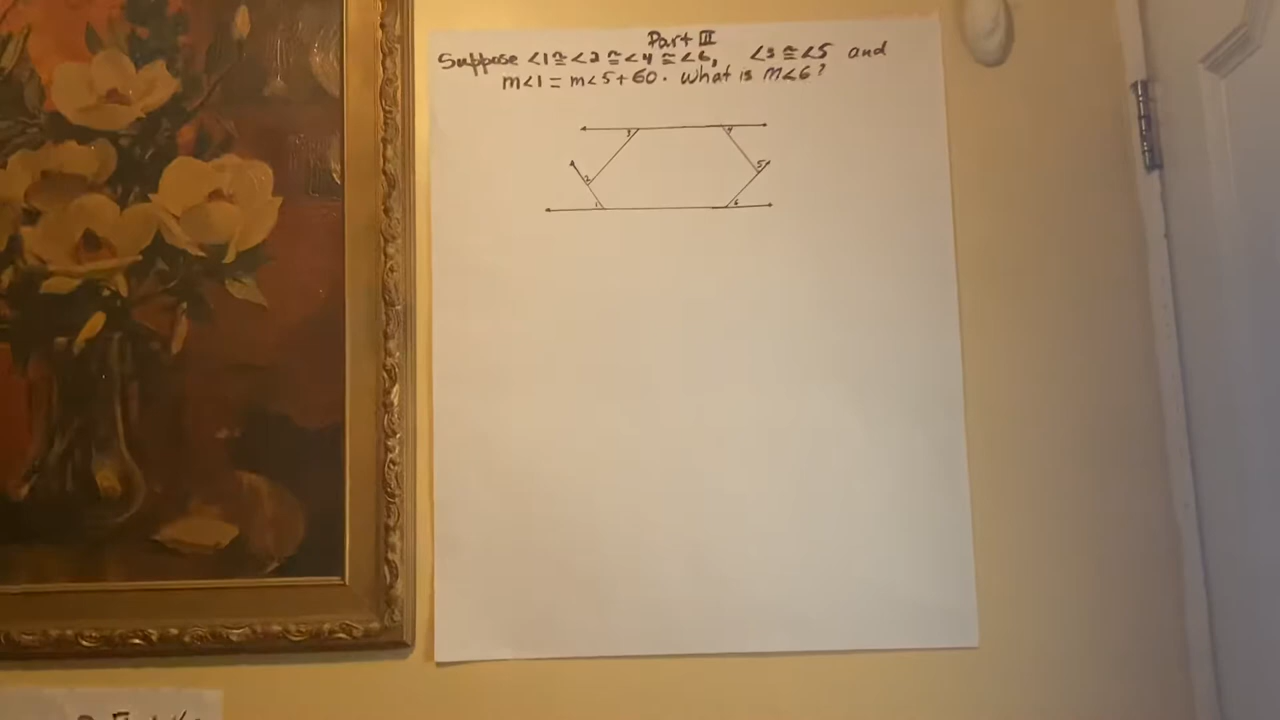 Part III
Suppose <1≅<2≅<4≅<6, <3≅<5 and
m<1 = m<5+60. What is m<6?
3 4
2 5
1 6